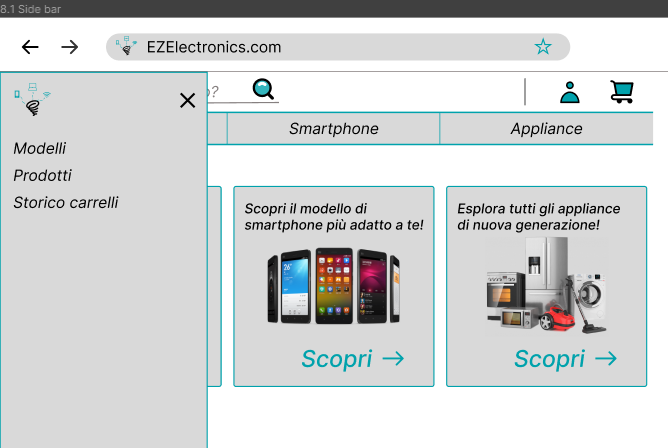 8.1 Side bar
EZElectronics.com
?
Modelli
Prodotti
Storico carrelli
Smartphone
Appliance
Scopri il modello di
smartphone più adatto a te!
26°
Scopri →
Esplora tutti gli appliance
di nuova generazione!
Scopri →